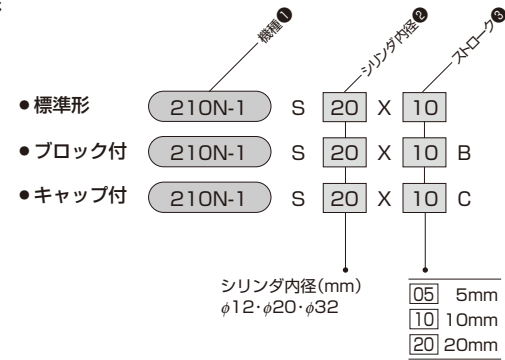 機種❶
シリンダ内径❷
ストローク❸
●標準形 210N-1 S 20 X 10
●ブロック付 210N-1 S 20 X 10 B
●キャップ付 210N-1 S 20 X 10 C
シリンダ内径(mm)
φ12・φ20・φ32
05 5mm
10 10mm
20 20mm